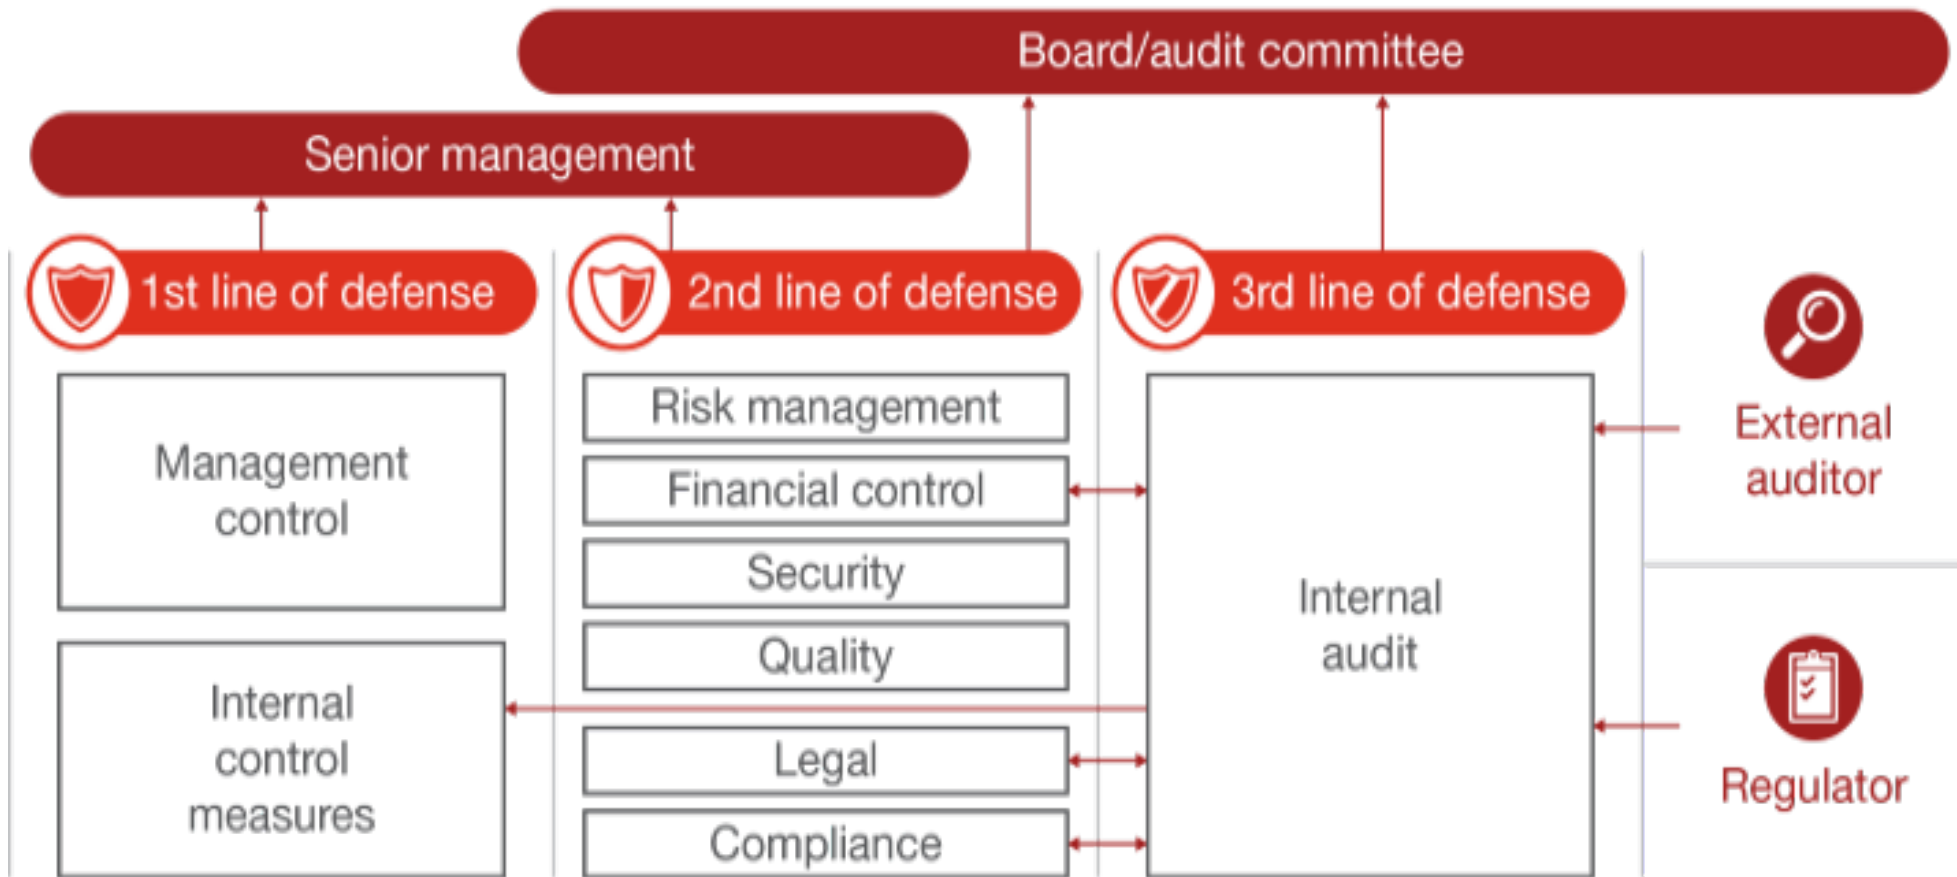 Board/audit committee
Senior management
1st line of defense
2nd line of defense
3rd line of defense
Management
control
Internal
control
measures
Risk management
Financial control
Security
Quality
Legal
Compliance
Internal
audit
External
auditor
Regulator